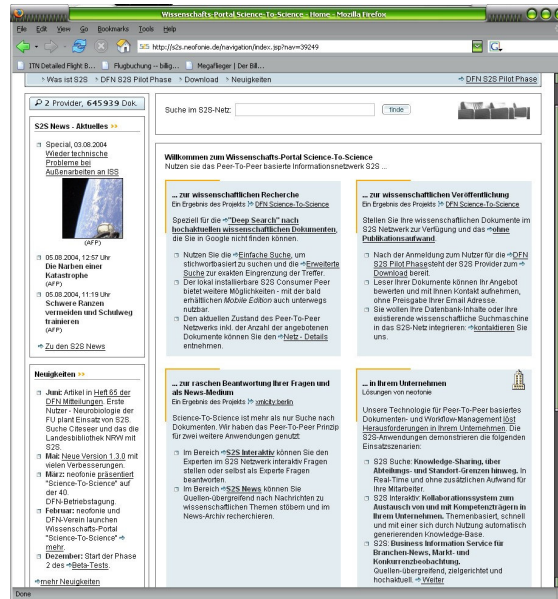 Wissenschafts-Portal Science-To-Science - Home - Mozilla Firefox
File Edit View Go Bookmarks Tools Help
http://s2s.neofonie.de/navigation/index.jsp?nav=39249
ITN Detailed Flight B... Flugbuchung -- billig... Megaflieger | Der Bill...
Was ist S2S DFN S2S Pilot Phase Download Neuigkeiten DFN S2S Pilot Phase
2 Provider, 645939 Dok.
Suche im S2S-Netz: finde
S2S News - Aktuelles
Special, 03.08.2004
Wieder technische
Probleme bei
Außenarbeiten an ISS
(AFP)
05.08.2004, 12:57 Uhr
Die Narben einer
Katastrophe
(AFP)
05.08.2004, 11:19 Uhr
Schwere Ranzen
vermeiden und Schulweg
trainieren
(AFP)
Zu den S2S News
Neuigkeiten
Juni: Artikel in Heft 65 der
DFN Mitteilungen. Erste
Nutzer - Neurobiologie der
FU plant Einsatz von S2S.
Suche Citeseer und das die
Landesbibliothek NRW mit
S2S.
Mai: Neue Version 1.3.0 mit
vielen Verbesserungen.
März: neofonie präsentiert
"Science-To-Science" auf
der 40.
DFN-Betriebstagung.
Februar: neofonie und
DFN-Verein launchen
Wissenschafts-Portal
"Science-To-Science"
mehr.
Dezember: Start der Phase
2 des Beta-Tests.
mehr Neuigkeiten
Willkommen zum Wissenschafts-Portal Science-To-Science
Nutzen sie das Peer-To-Peer basierte Informationsnetzwerk S2S ...
... zur wissenschaftlichen Recherche
Ein Ergebnis des Projekts DFN Science-To-Science
Speziell für die "Deep Search" nach
hochaktuellen wissenschaftlichen Dokumenten,
die Sie in Google nicht finden können.
Nutzen Sie die Einfache Suche, um
stichwortbasiert zu suchen und die Erweiterte
Suche zur exakten Eingrenzung der Treffer.
Der lokal installierbare S2S Consumer Peer
bietet weitere Möglichkeiten - mit der bald
erhältlichen Mobile Edition auch unterwegs
nutzbar.
Den aktuellen Zustand des Peer-To-Peer
Netzwerks inkl. der Anzahl der angebotenen
Dokumente können Sie den Netz - Details
entnehmen.
... zur wissenschaftlichen Veröffentlichung
Ein Ergebnis des Projekts DFN Science-To-Science
Stellen Sie Ihre wissenschaftlichen Dokumente im
S2S Netzwerk zur Verfügung und das ohne
Publikationsaufwand.
Nach der Anmeldung zum Nutzer für die DFN
S2S Pilot Phase steht der S2S Provider zum
Download bereit.
Leser Ihrer Dokumente können Ihr Angebot
bewerten und mit Ihnen Kontakt aufnehmen,
ohne Preisgabe Ihrer Email Adresse.
Sie wollen Ihre Datenbank-Inhalte oder Ihre
existierende wissenschaftliche Suchmaschine
in das S2S-Netz integrieren: kontaktieren Sie
uns.
... zur raschen Beantwortung Ihrer Fragen und
als News-Medium
Ein Ergebnis des Projekts xmlcity:berlin
Science-To-Science ist mehr als nur Suche nach
Dokumenten. Wir haben das Peer-To-Peer Prinzip
für zwei weitere Anwendungen genutzt:
Im Bereich S2S Interaktiv können Sie den
Experten im S2S Netzwerk interaktiv Fragen
stellen oder selbst als Experte Fragen
beantworten.
Im Bereich S2S News können Sie
Quellen-übergreifend nach Nachrichten zu
wissenschaftlichen Themen stöbern und im
News-Archiv recherchieren.
... in Ihrem Unternehmen
Lösungen von neofonie
Unsere Technologie für Peer-To-Peer basiertes
Dokumenten- und Workflow-Management löst
Herausforderungen in Ihrem Unternehmen. Die
S2S-Anwendungen demonstrieren die folgenden
Einsatzszenarien:
S2S Suche: Knowledge-Sharing, über
Abteilungs- und Standort-Grenzen hinweg. In
Real-Time und ohne zusätzlichen Aufwand für
Ihre Mitarbeiter.
S2S Interaktiv: Kollaborationssystem zum
Austausch von und mit Kompetenzträgern in
Ihrem Unternehmen. Themenbasiert, schnell
und mit einer sich durch Nutzung automatisch
generierenden Knowledge-Base.
S2S: Business Information Service für
Branchen-News, Markt- und
Konkurrenzbeobachtung.
Quellen-übergreifend, zielgerichtet und
hochaktuell. Weiter
Done